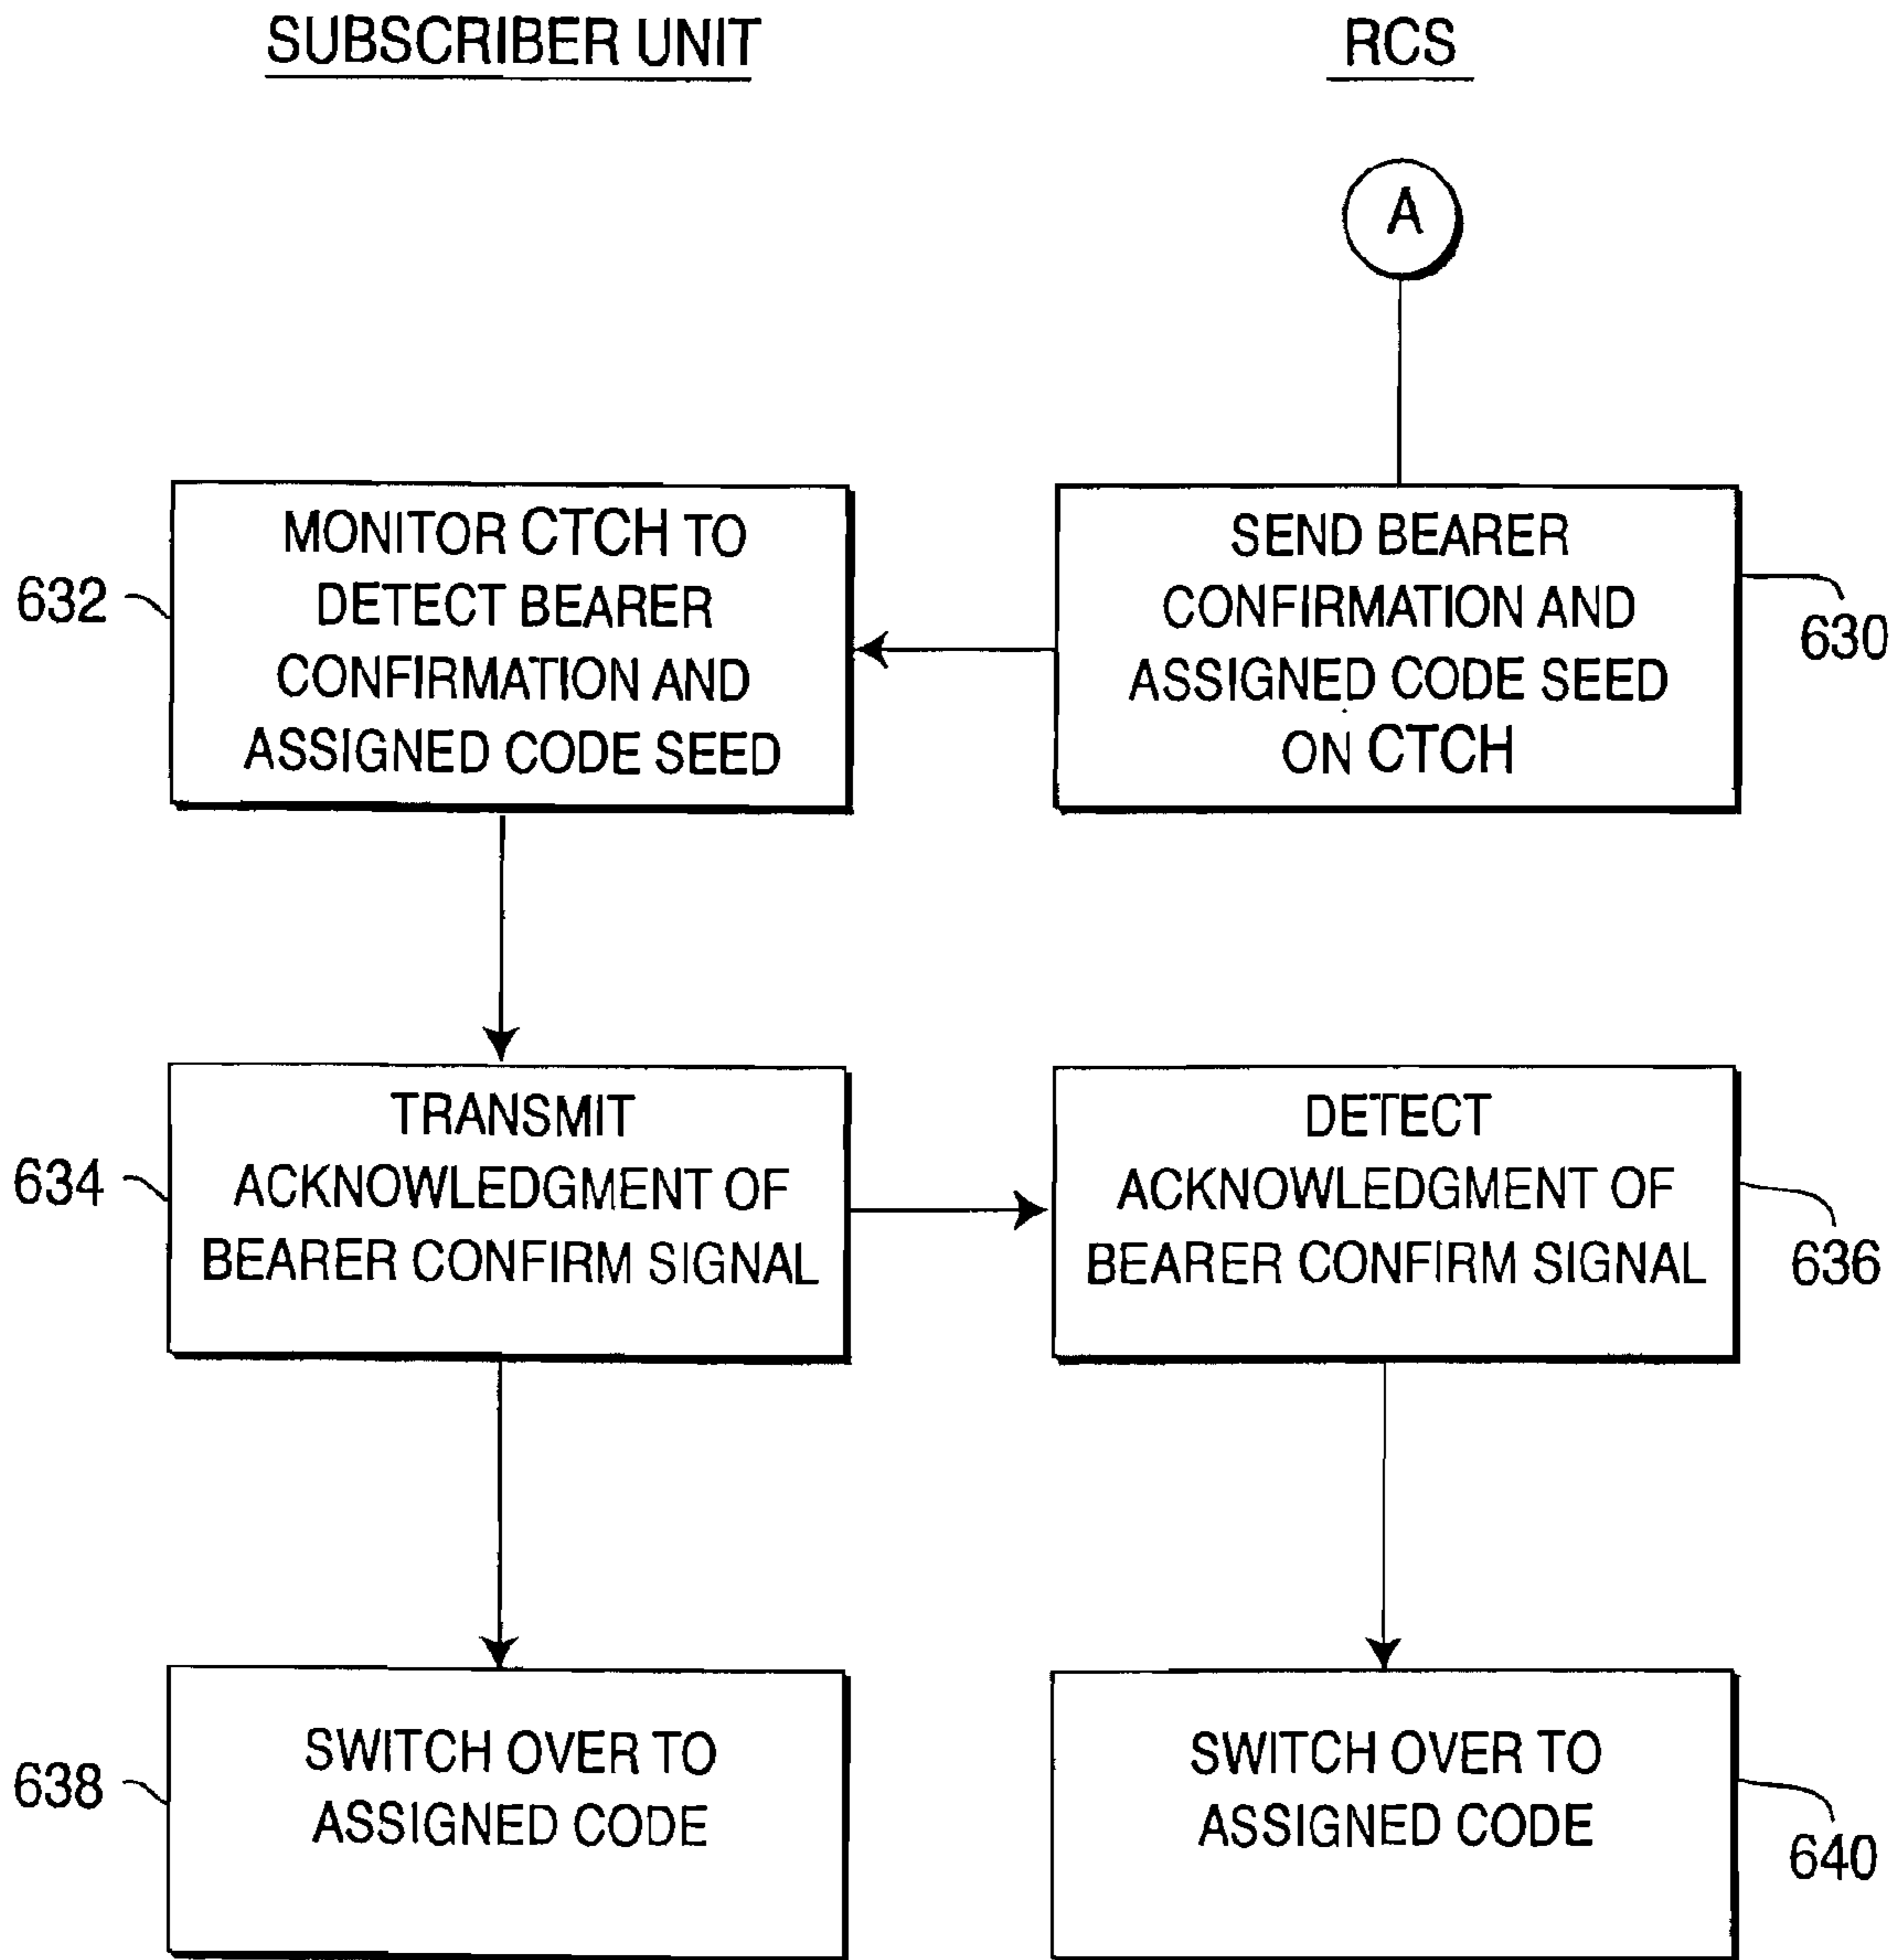 SUBSCRIBER UNIT
RCS
A
MONITOR CTCH TO
DETECT BEARER
CONFIRMATION AND
ASSIGNED CODE SEED
632
SEND BEARER
CONFIRMATION AND
ASSIGNED CODE SEED
ON CTCH
630
TRANSMIT
ACKNOWLEDGMENT OF
BEARER CONFIRM SIGNAL
634
DETECT
ACKNOWLEDGMENT OF
BEARER CONFIRM SIGNAL
636
SWITCH OVER TO
ASSIGNED CODE
638
SWITCH OVER TO
ASSIGNED CODE
640